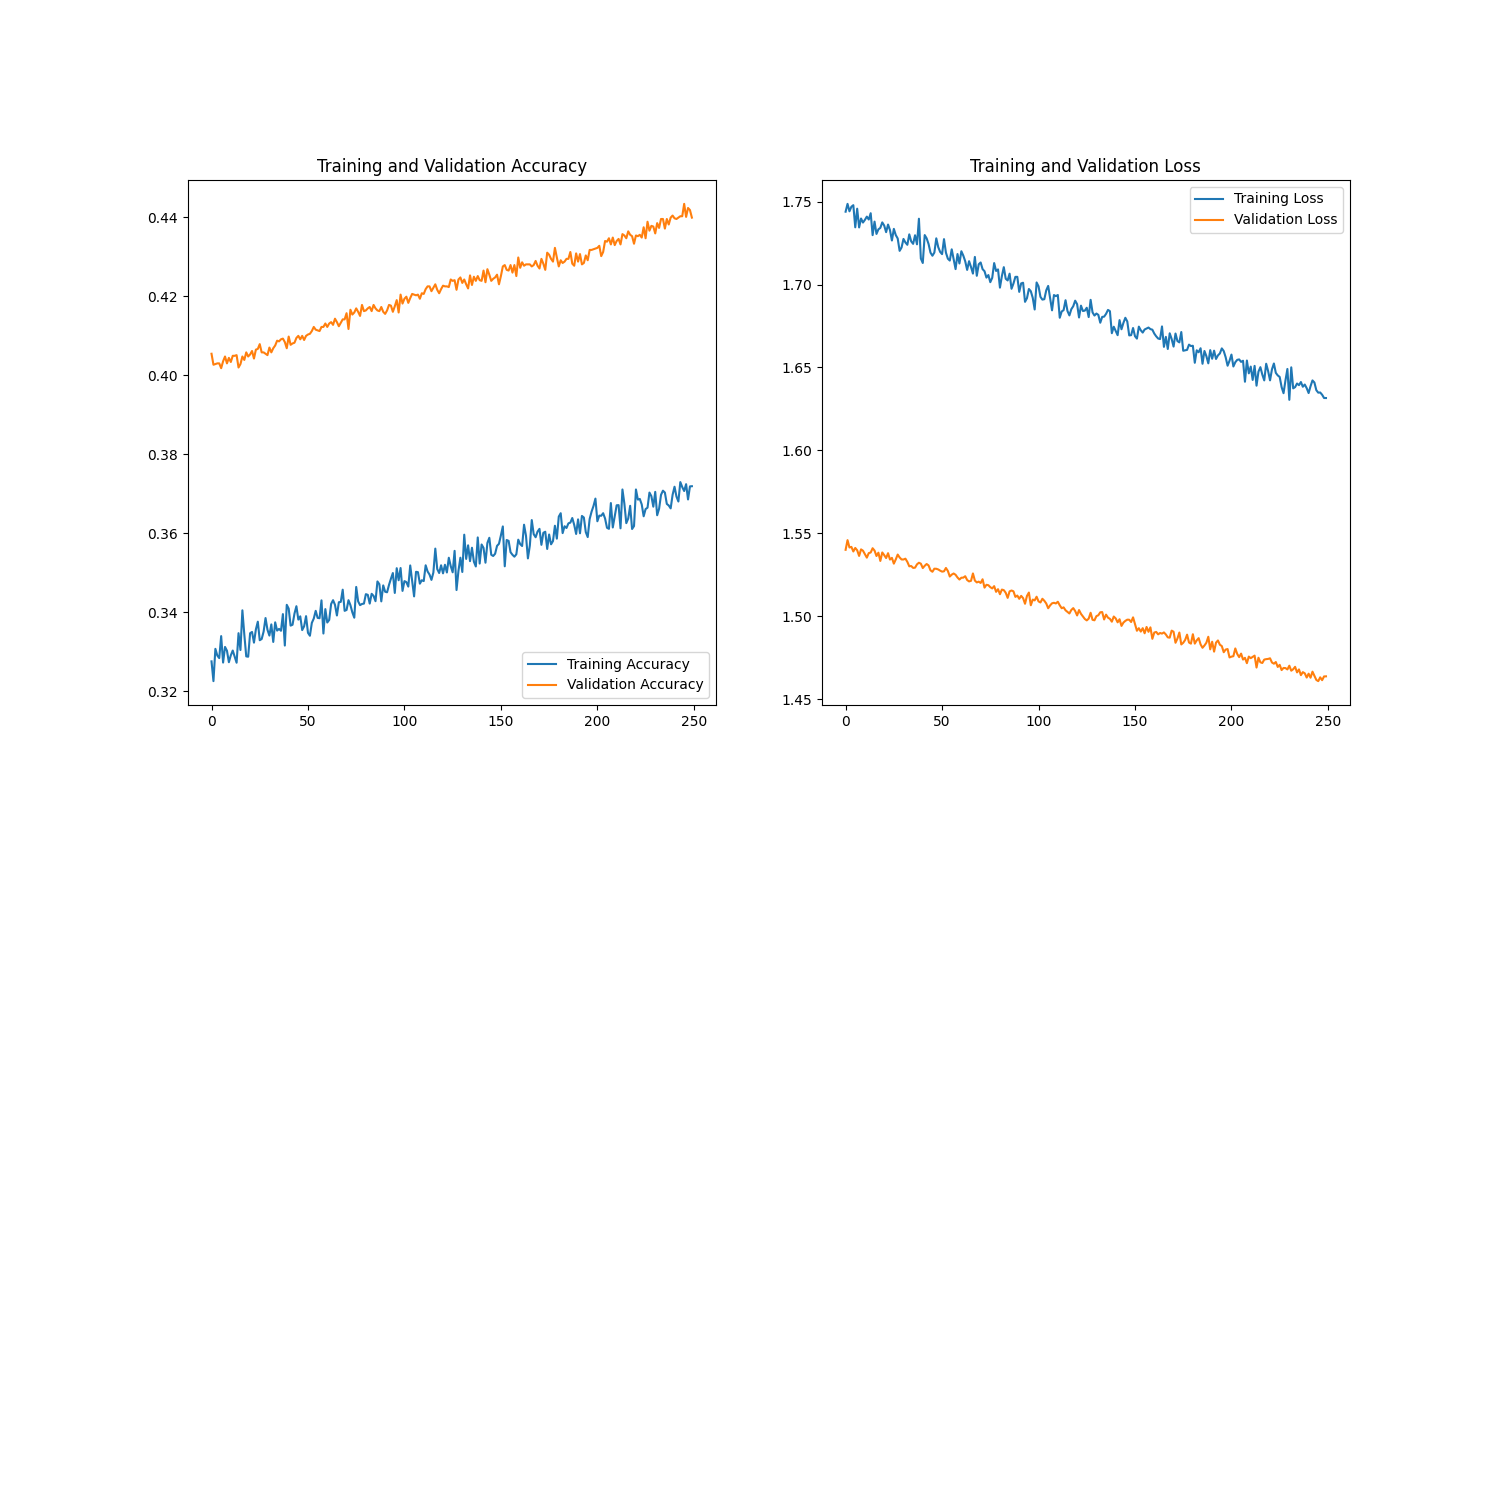 Training and Validation Accuracy
0.44
0.42
0.40
0.38
0.36
0.34
0.32
0 50 100 150 200 250
Training Accuracy
Validation Accuracy
Training and Validation Loss
1.75
1.70
1.65
1.60
1.55
1.50
1.45
0 50 100 150 200 250
Training Loss
Validation Loss